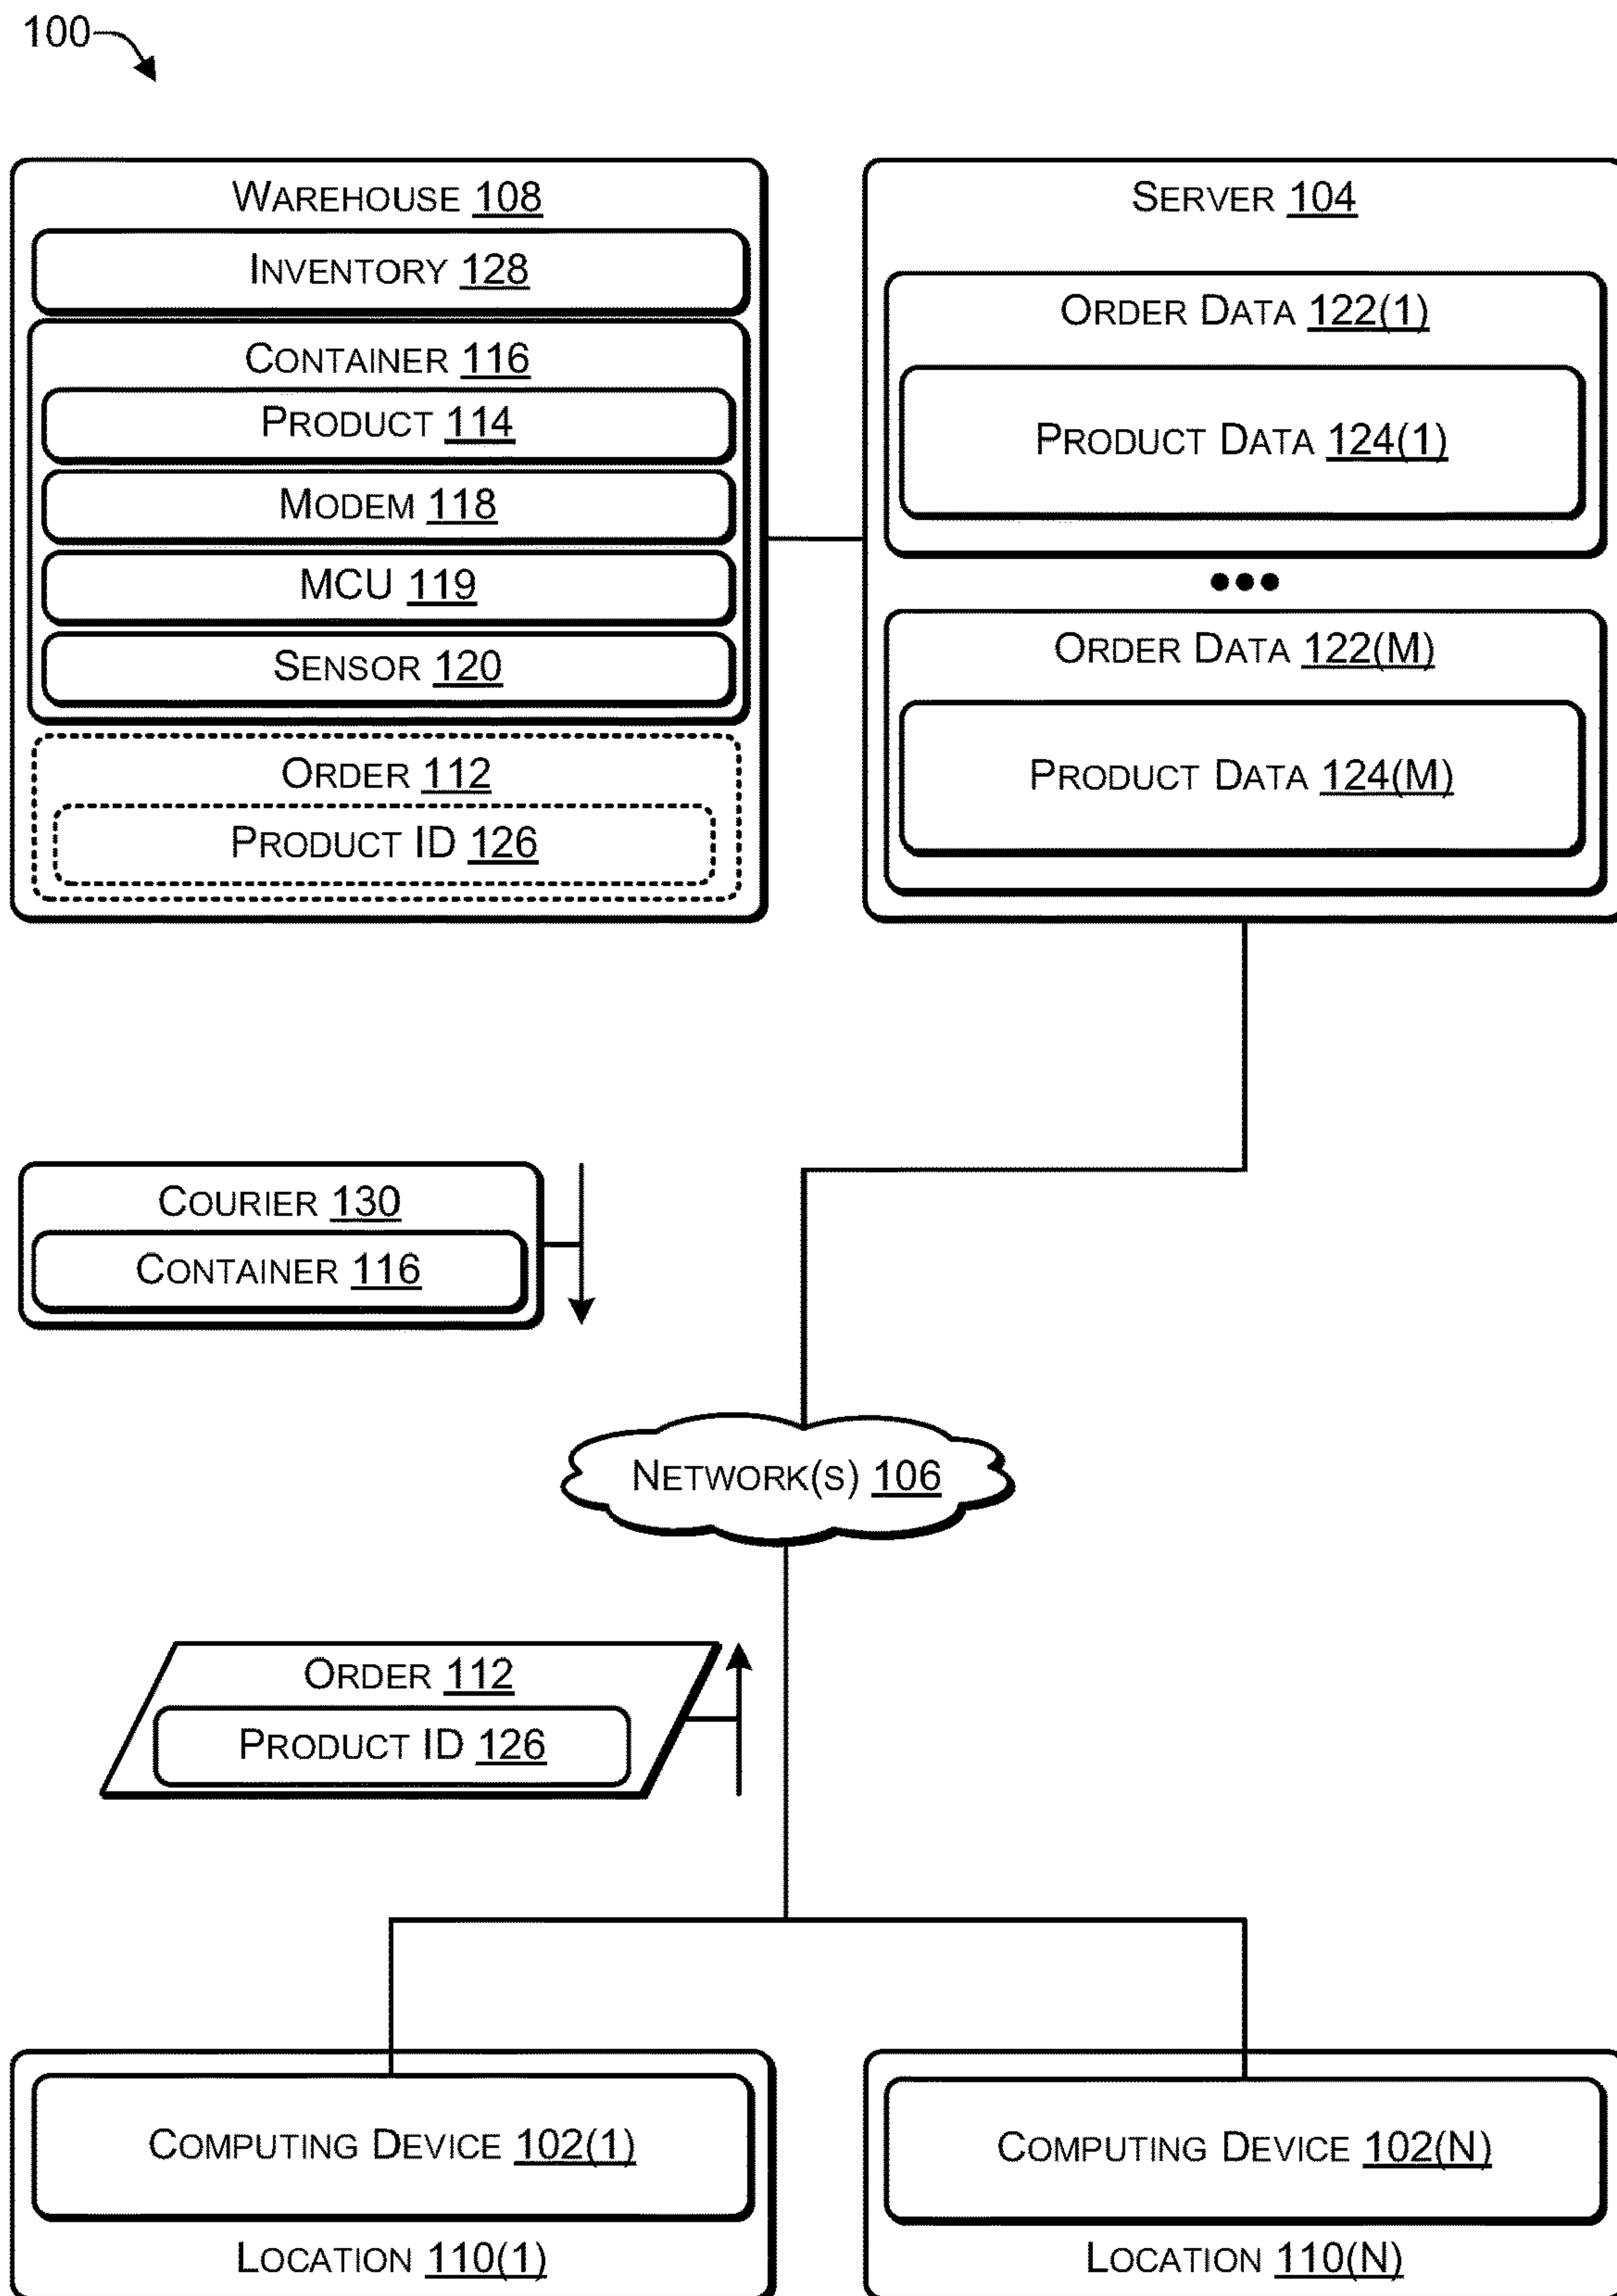 100
WAREHOUSE 108
INVENTORY 128
CONTAINER 116
PRODUCT 114
MODEM 118
MCU 119
SENSOR 120
ORDER 112
PRODUCT ID 126
SERVER 104
ORDER DATA 122(1)
PRODUCT DATA 124(1)
•••
ORDER DATA 122(M)
PRODUCT DATA 124(M)
COURIER 130
CONTAINER 116
NETWORK(S) 106
ORDER 112
PRODUCT ID 126
COMPUTING DEVICE 102(1)
LOCATION 110(1)
COMPUTING DEVICE 102(N)
LOCATION 110(N)